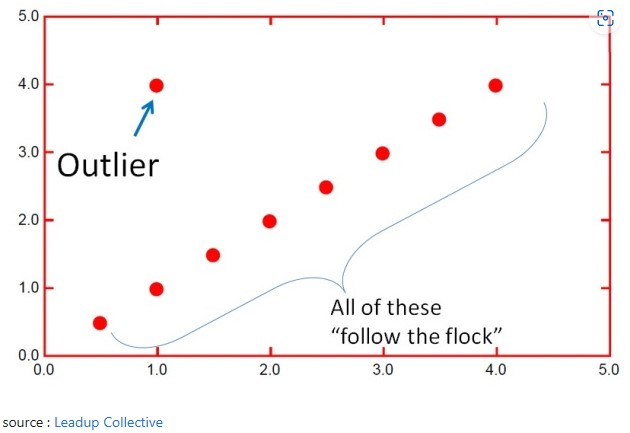 5.0
4.0
Outlier
3.0
2.0
1.0
All of these
“follow the flock”
0.0
0.0 1.0 2.0 3.0 4.0 5.0
source : Leadup Collective